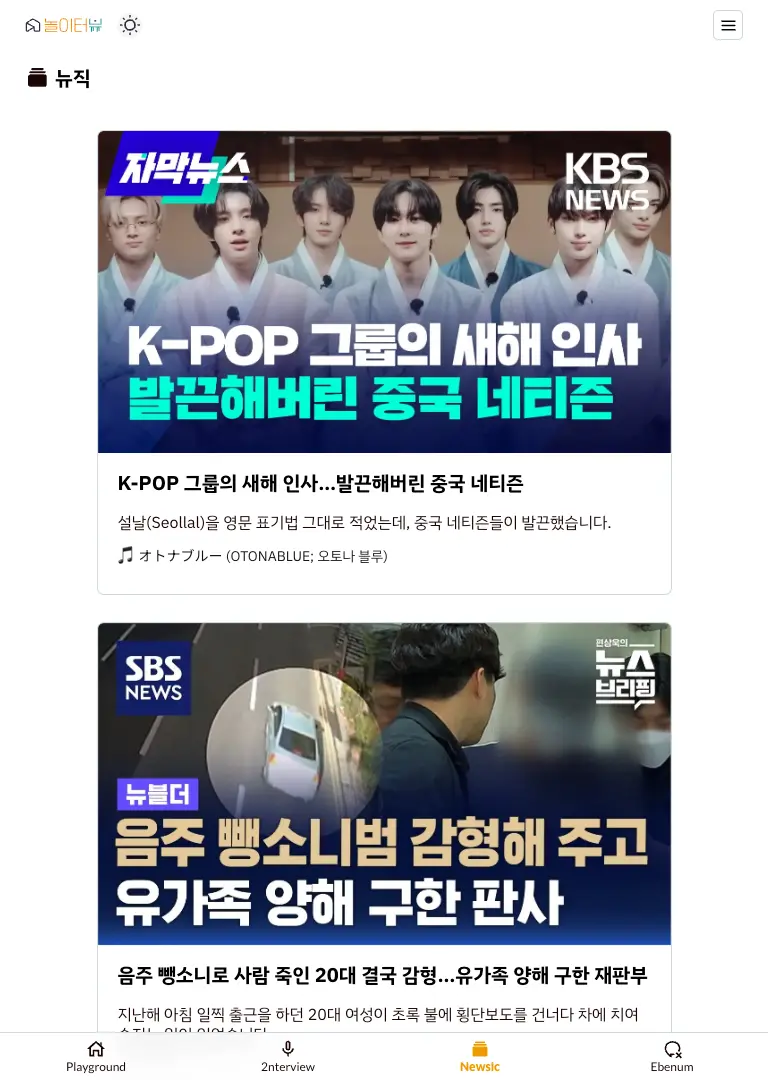 놀이터뷰
뉴직
자막뉴스
KBS
NEWS
K-POP 그룹의 새해 인사
발끈해버린 중국 네티즌
K-POP 그룹의 새해 인사...발끈해버린 중국 네티즌
설날(Seollal)을 영문 표기법 그대로 적었는데, 중국 네티즌들이 발끈했습니다.
オトナブルー (OTONABLUE; 오토나 블루)
SBS
NEWS
편상욱의
뉴스
브리핑
뉴블더
음주 뺑소니범 감형해 주고
유가족 양해 구한 판사
음주 뺑소니로 사람 죽인 20대 결국 감형...유가족 양해 구한 재판부
지난해 아침 일찍 출근을 하던 20대 여성이 초록 불에 횡단보도를 건너다 차에 치여
Playground
2nterview
NewsIc
Ebenum